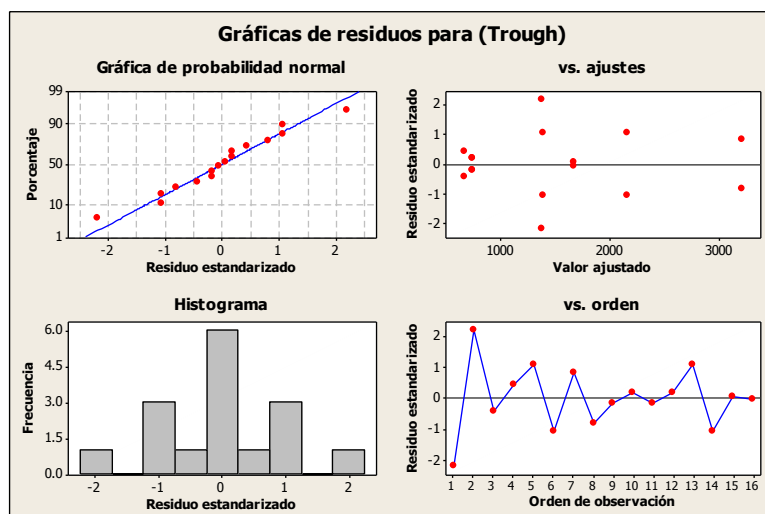 Gráficas de residuos para (Trough)
Gráfica de probabilidad normal
99
90
50
10
1
Porcentaje
-2 -1 0 1 2
Residuo estandarizado
vs. ajustes
2
1
0
-1
-2
Residuo estandarizado
1000 2000 3000
Valor ajustado
Histograma
6.0
4.5
3.0
1.5
0.0
Frecuencia
-2 -1 0 1 2
Residuo estandarizado
vs. orden
2
1
0
-1
-2
Residuo estandarizado
1 2 3 4 5 6 7 8 9 10 11 12 13 14 15 16
Orden de observación